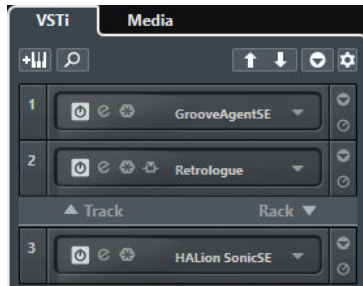 VSTi Media
1 GrooveAgentSE
2 Retrologue
Track Rack
3 HALion SonicSE